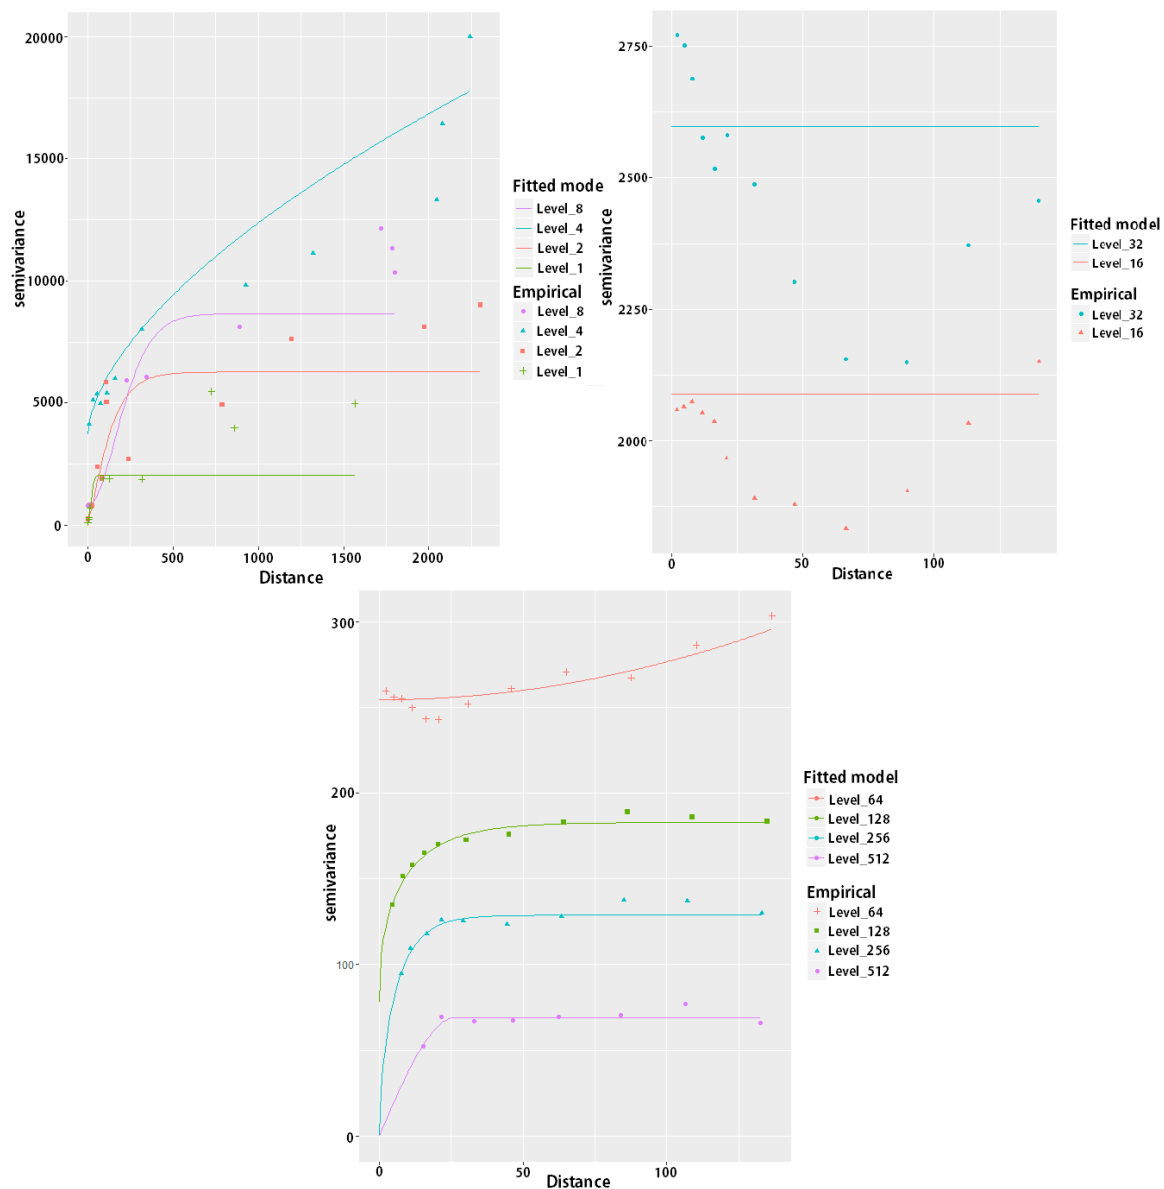 20000
15000
10000
5000
0
semivariance
0 500 1000 1500 2000
Distance
Fitted mode
Level_8
Level_4
Level_2
Level_1
Empirical
Level_8
Level_4
Level_2
Level_1
2750
2500
2250
2000
semivariance
0 50 100
Distance
Fitted model
Level_32
Level_16
Empirical
Level_32
Level_16
300
200
100
0
semivariance
0 50 100
Distance
Fitted model
Level_64
Level_128
Level_256
Level_512
Empirical
Level_64
Level_128
Level_256
Level_512